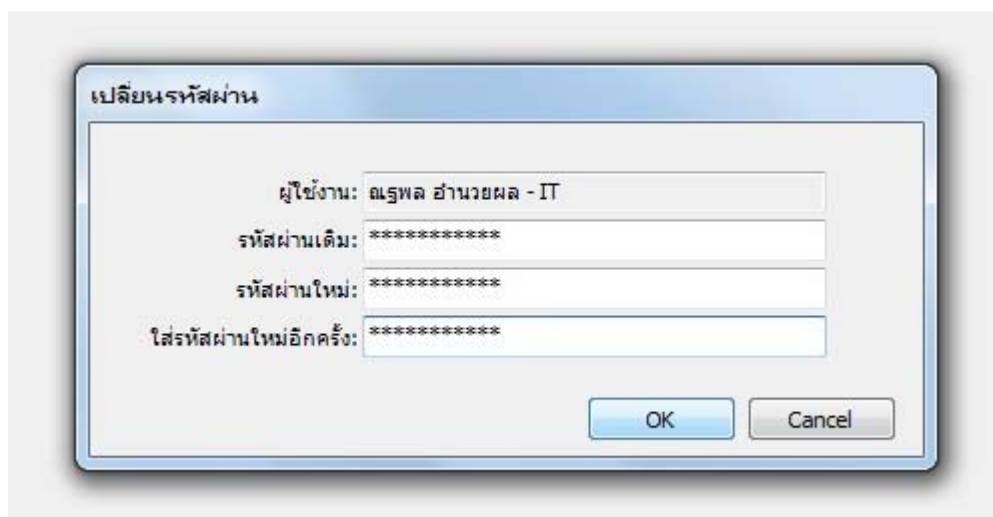 เปลี่ยนรหัสผ่าน
ผู้ใช้งาน: ณฐพล อำนวยผล - IT
รหัสผ่านเดิม: ***********
รหัสผ่านใหม่: ***********
ใส่รหัสผ่านใหม่อีกครั้ง: ***********
OK Cancel